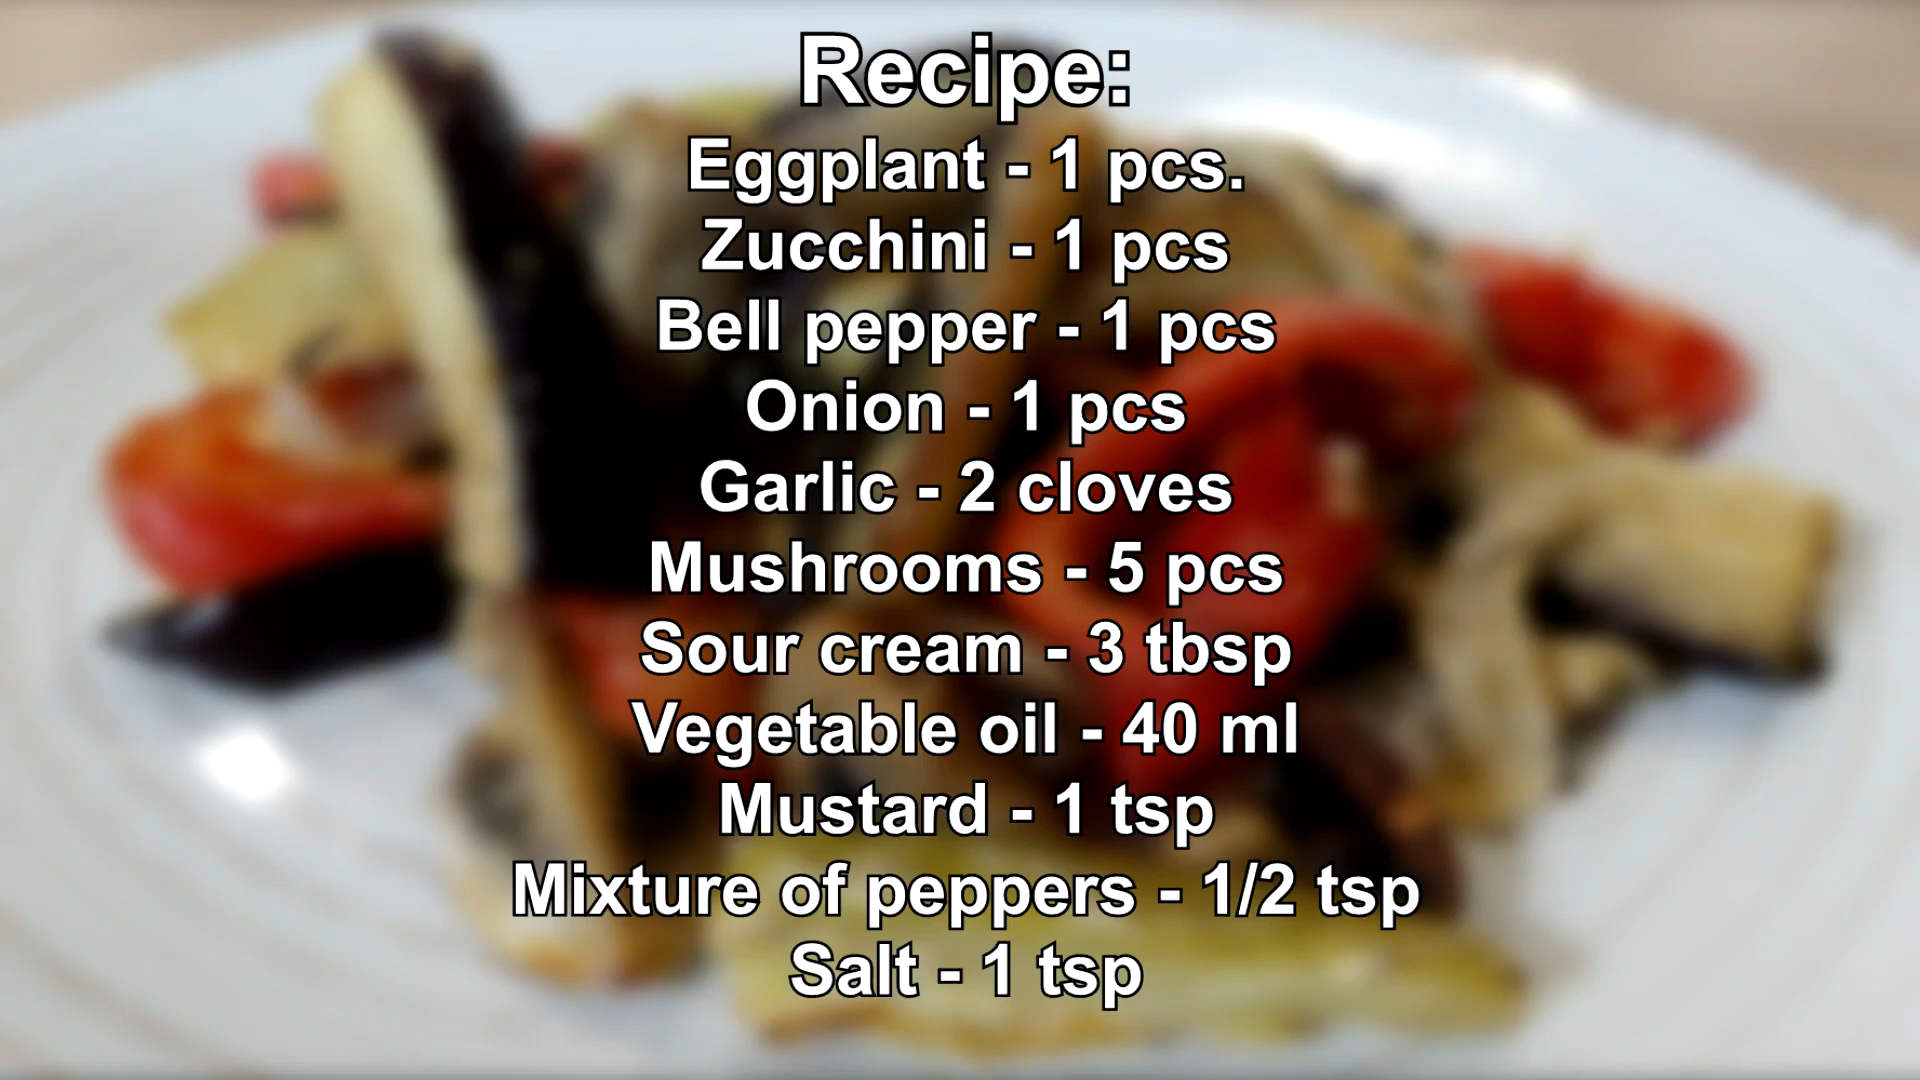 Recipe:
Eggplant - 1 pcs.
Zucchini - 1 pcs
Bell pepper - 1 pcs
Onion - 1 pcs
Garlic - 2 cloves
Mushrooms - 5 pcs
Sour cream - 3 tbsp
Vegetable oil - 40 ml
Mustard - 1 tsp
Mixture of peppers - 1/2 tsp
Salt - 1 tsp